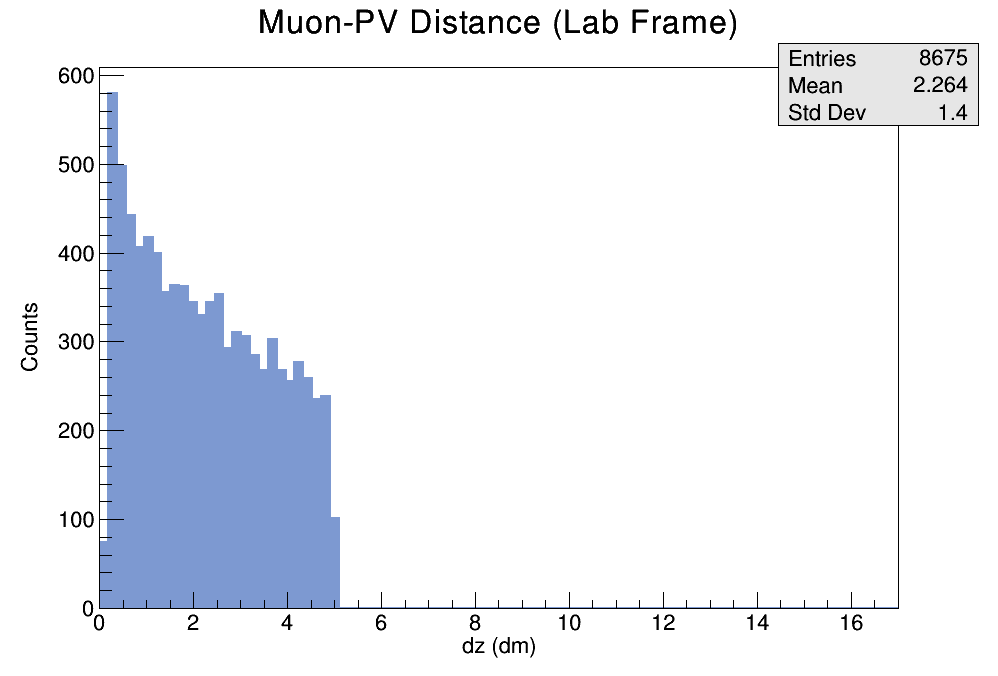 Muon-PV Distance (Lab Frame)
Entries 8675
Mean 2.264
Std Dev 1.4
600
500
400
300
200
100
0
Counts
0 2 4 6 8 10 12 14 16
dz (dm)